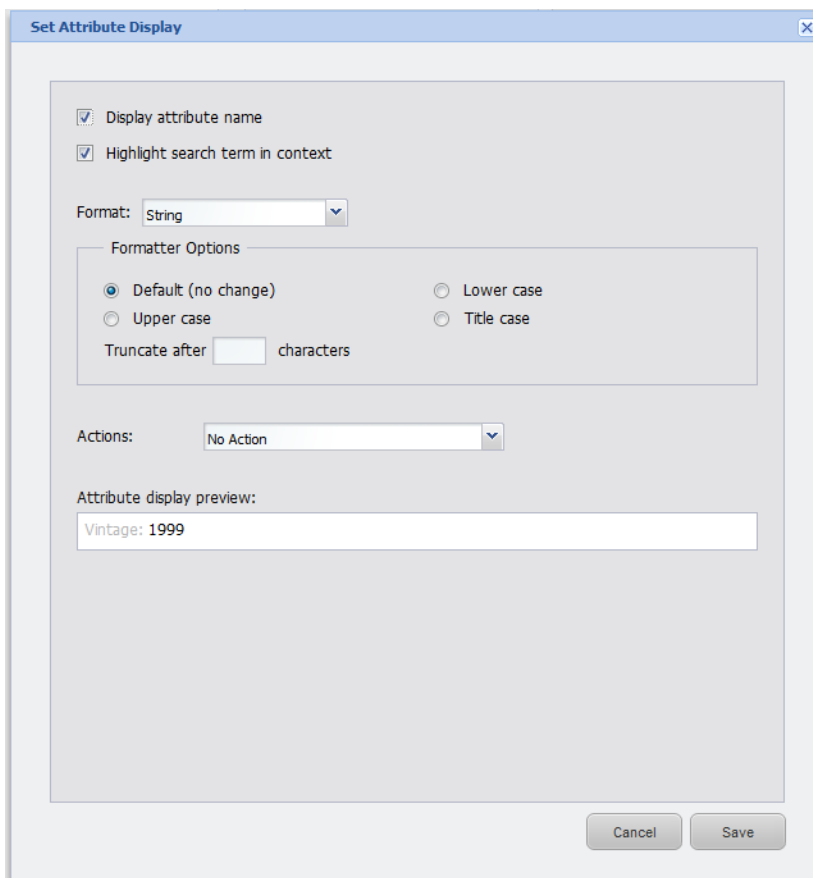 Set Attribute Display
Display attribute name
Highlight search term in context
Format: String
Formatter Options
Default (no change) Lower case
Upper case Title case
Truncate after characters
Actions: No Action
Attribute display preview:
Vintage: 1999
Cancel Save